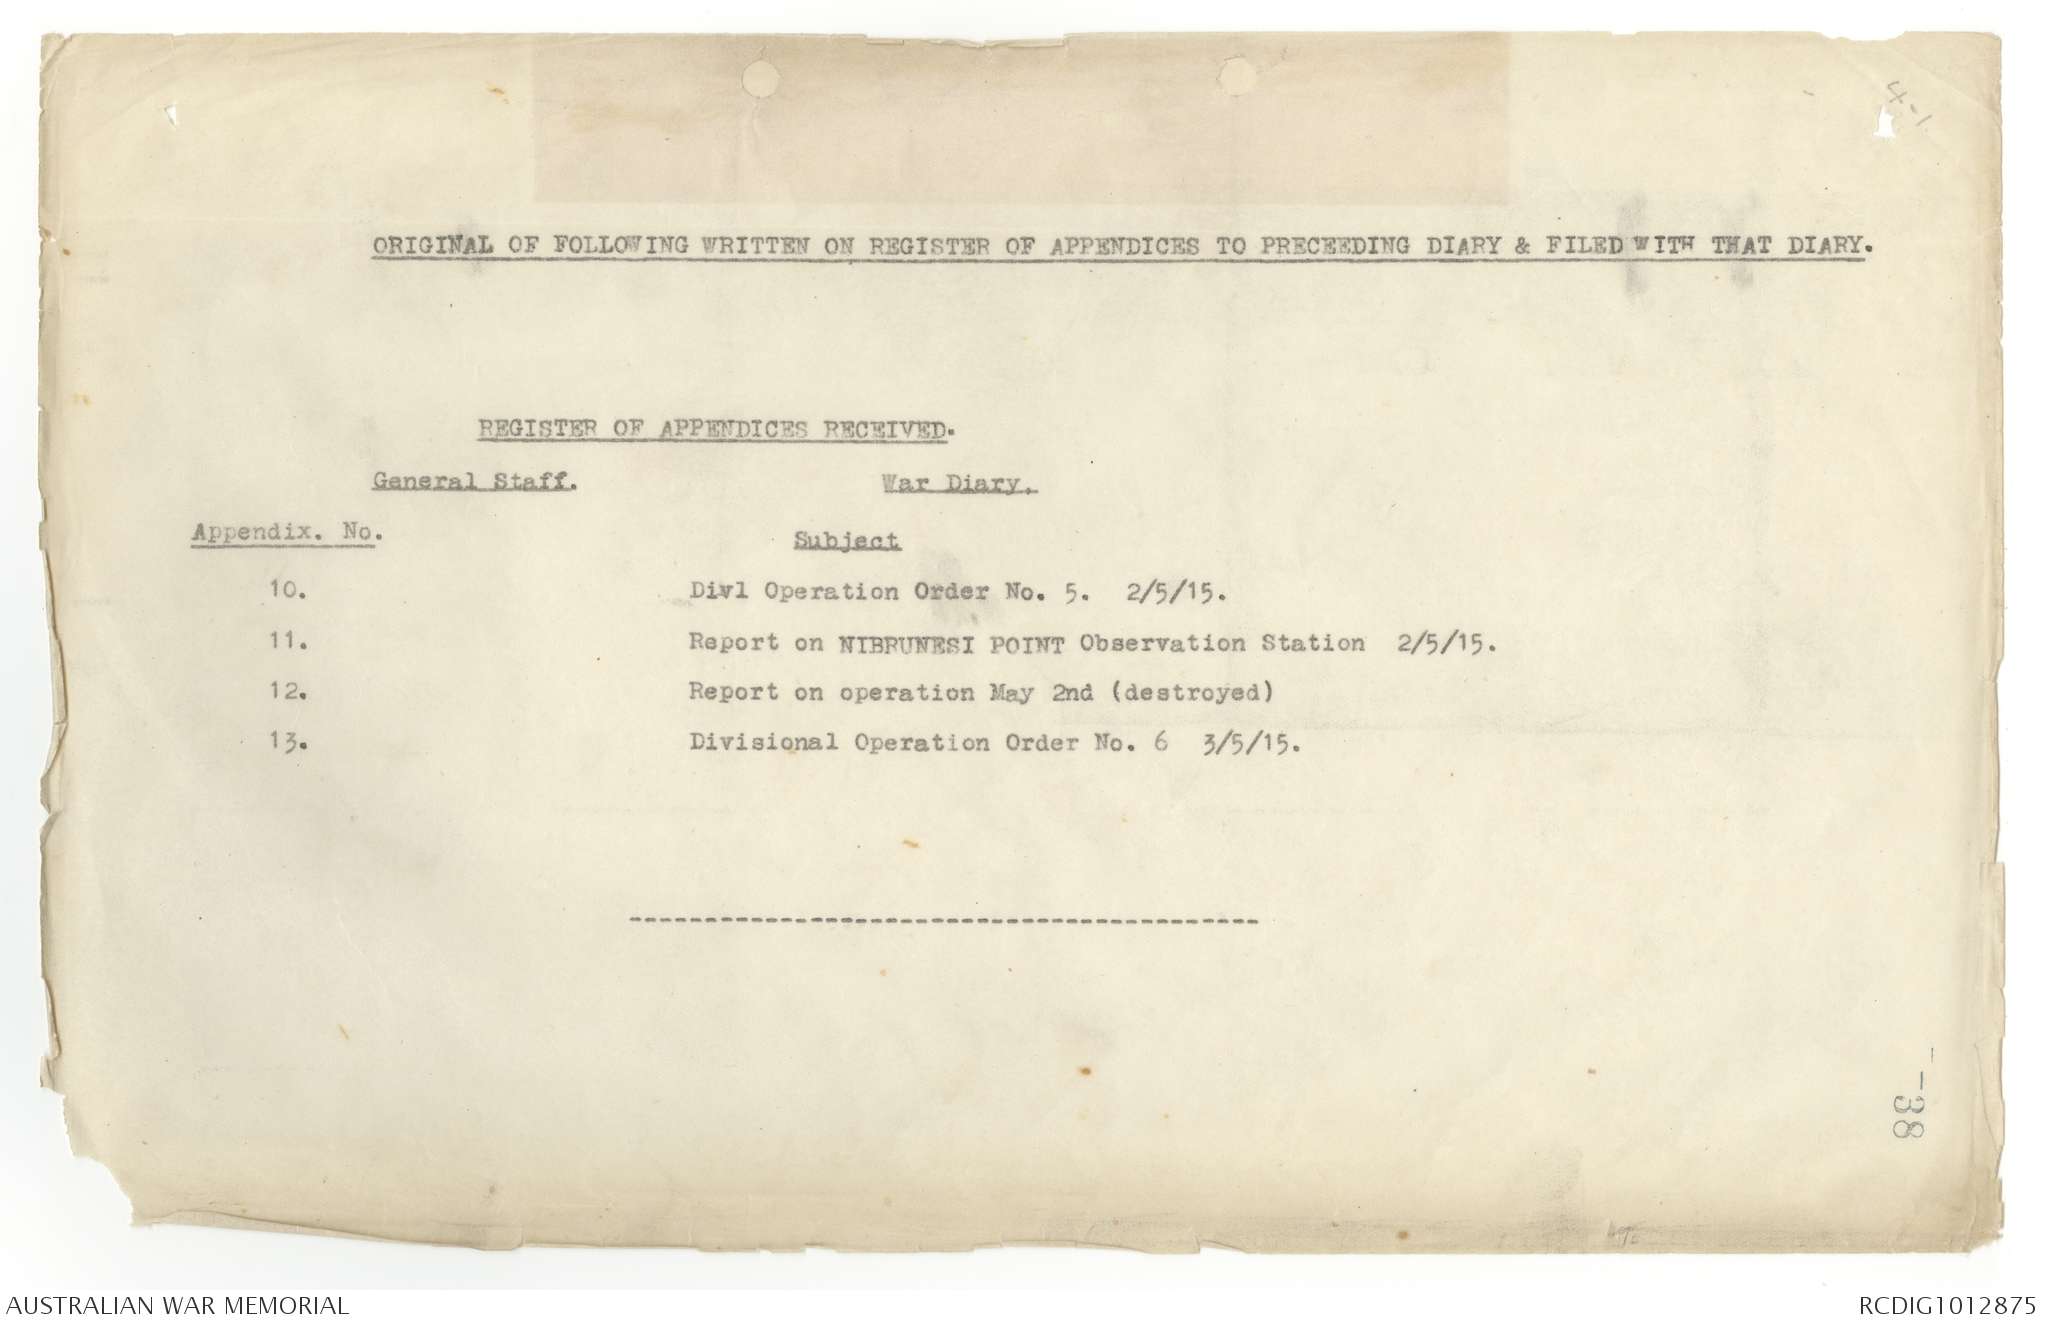 4-1.
ORIGINAL OF FOLLOWING WRITTEN ON REGISTER OF APPENDICES TO PRECEEDING DIARY & FILED WITH THAT DIARY.
REGISTER OF APPENDICES RECEIVED.
General Staff. War Diary.
Appendix. No. Subject
10. Divl Operation Order No. 5. 2/5/15.
11. Report on NIBRUNESI POINT Observation Station 2/5/15.
12. Report on operation May 2nd (destroyed)
13. Divisional Operation Order No. 6 3/5/15.
-38
AUSTRALIAN WAR MEMORIAL RCDIG1012875